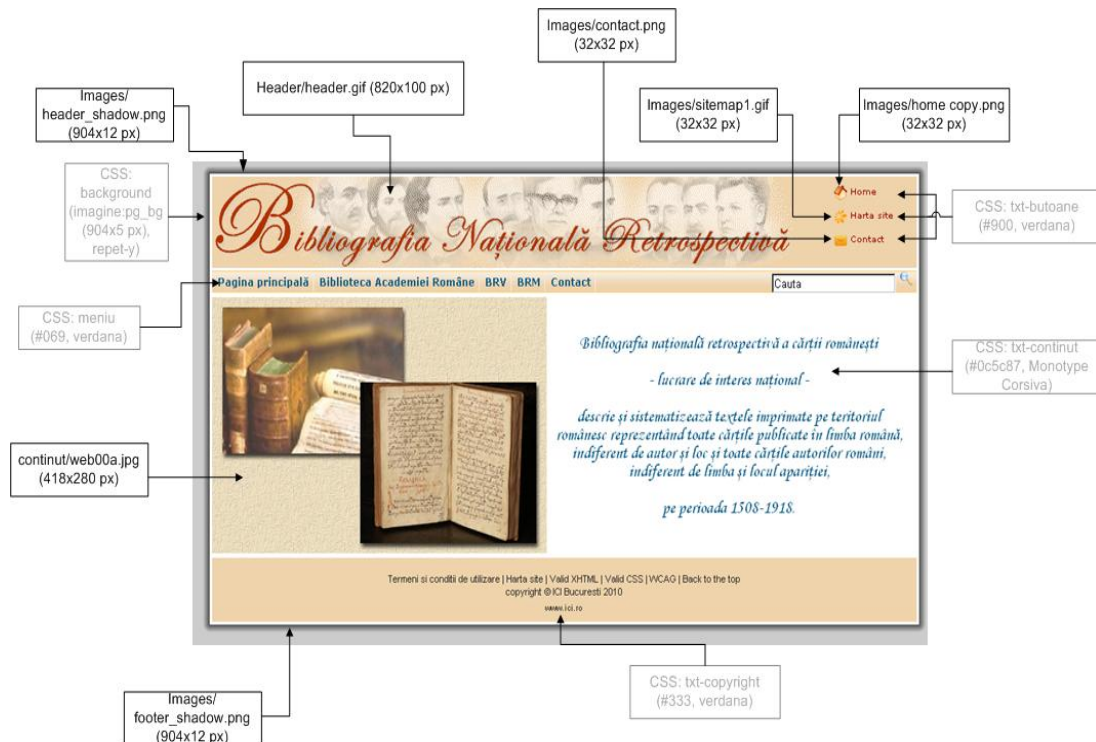 Images/contact.png
(32x32 px)
Header/header.gif (820x100 px)
Images/
header_shadow.png
(904x12 px)
Images/sitemap1.gif
(32x32 px)
Images/home copy.png
(32x32 px)
CSS:
background
(imagine:pg_bg
(904x5 px),
repet-y)
Bibliografia Națională Retrospectivă
Home
Harta site
Contact
CSS: txt-butoane
(#900, verdana)
Pagina principală Biblioteca Academiei Române BRV BRM Contact
Cauta
CSS: meniu
(#069, verdana)
Bibliografia națională retrospectivă a cărții românești
- lucrare de interes național -
descrie și sistematizează textele imprimate pe teritoriul
românesc reprezentând toate cărțile publicate în limba română,
indiferent de autor și loc și toate cărțile autorilor români,
indiferent de limba și locul apariției,
pe perioada 1508-1918.
CSS: txt-continut
(#0c5c87, Monotype
Corsiva)
continut/web00a.jpg
(418x280 px)
Termeni si conditii de utilizare | Harta site | Valid XHTML | Valid CSS | WCAG | Back to the top
copyright © ICI Bucuresti 2010
www.ici.ro
CSS: txt-copyright
(#333, verdana)
Images/
footer_shadow.png
(904x12 px)